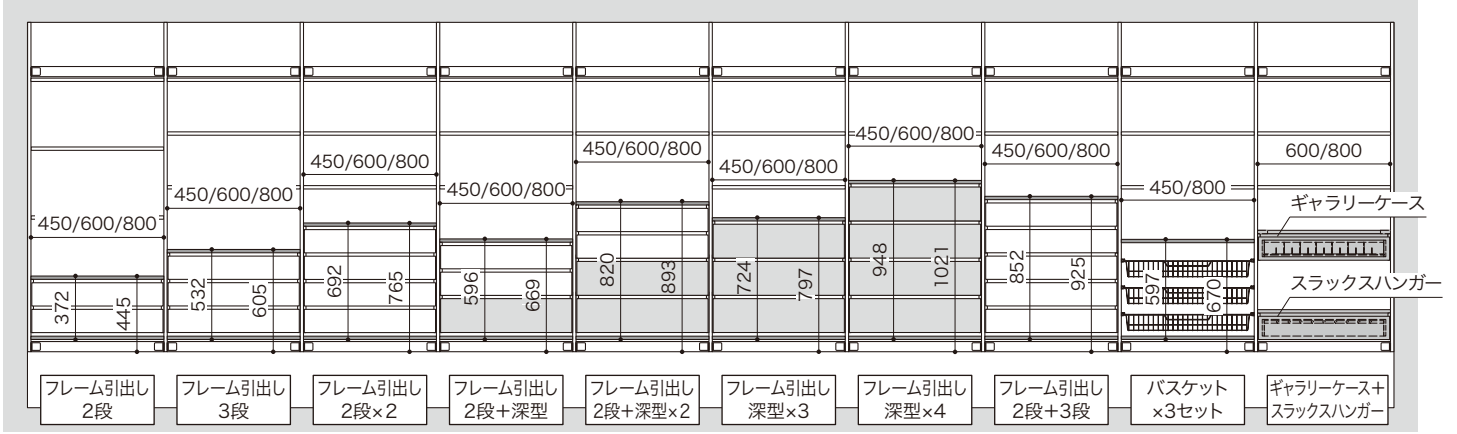 450/600/800
450/600/800
600/800
450/600/800
450/600/800
450/600/800
450/600/800
450/600/800
450/800
450/600/800
ギャラリーケース
スラックスハンガー
372
445
532
605
692
765
596
669
820
893
724
797
948
1021
852
925
597
670
フレーム引出し
2段
フレーム引出し
3段
フレーム引出し
2段×2
フレーム引出し
2段+深型
フレーム引出し
2段+深型×2
フレーム引出し
深型×3
フレーム引出し
深型×4
フレーム引出し
2段+3段
バスケット
×3セット
ギャラリーケース+
スラックスハンガー